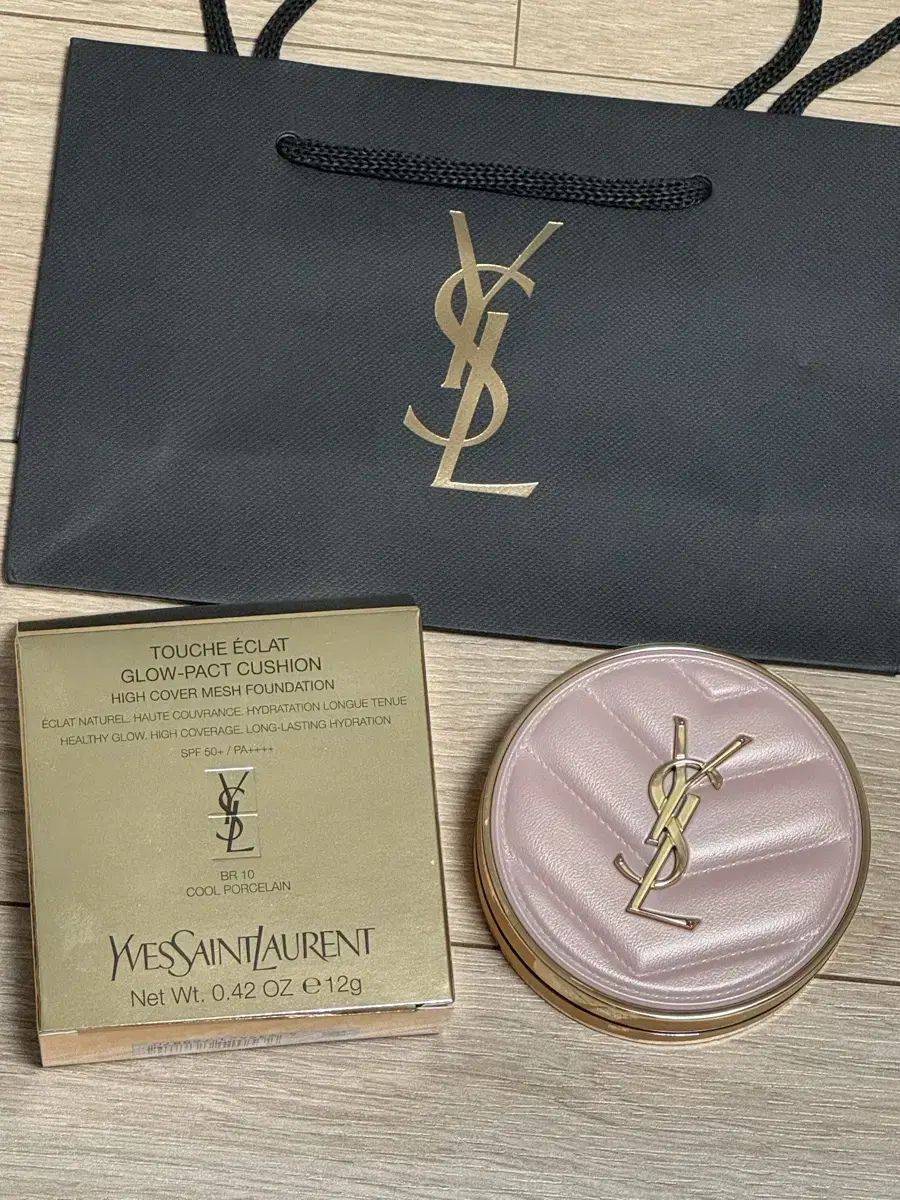 YSL
TOUCHE ÉCLAT
GLOW-PACT CUSHION
HIGH COVER MESH FOUNDATION
ÉCLAT NATUREL. HAUTE COUVRANCE. HYDRATATION LONGUE TENUE
HEALTHY GLOW. HIGH COVERAGE. LONG-LASTING HYDRATION
SPF 50+ / PA++++
YSL
BR 10
COOL PORCELAIN
YVESSAINTLAURENT
Net Wt. 0.42 OZ ℮12g
YSL